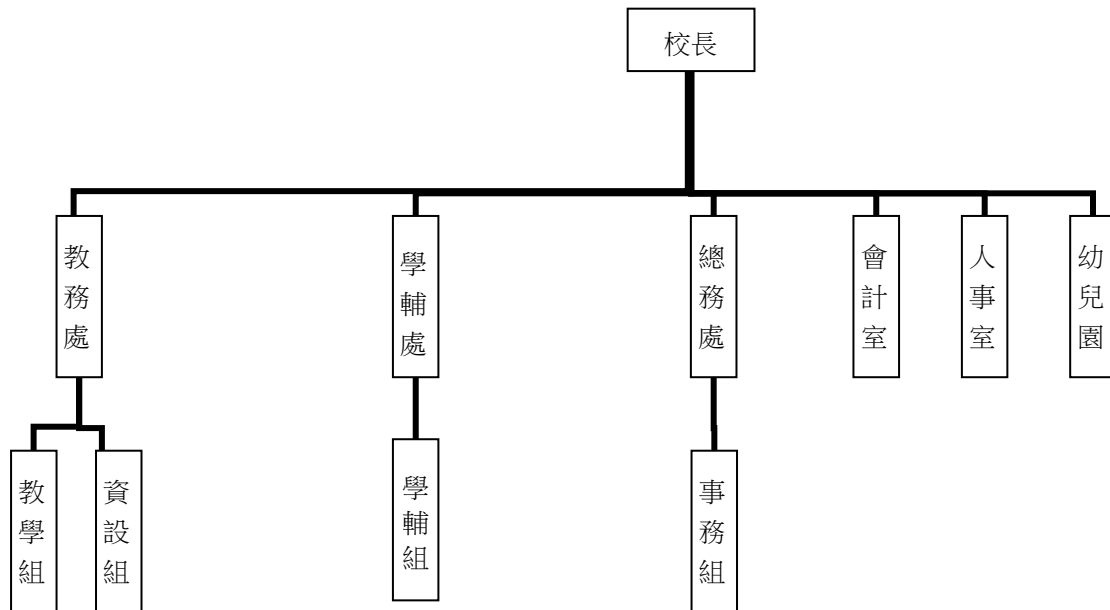 校長
教務處
學輔處
總務處
會計室
人事室
幼兒園
教學組
資設組
學輔組
事務組